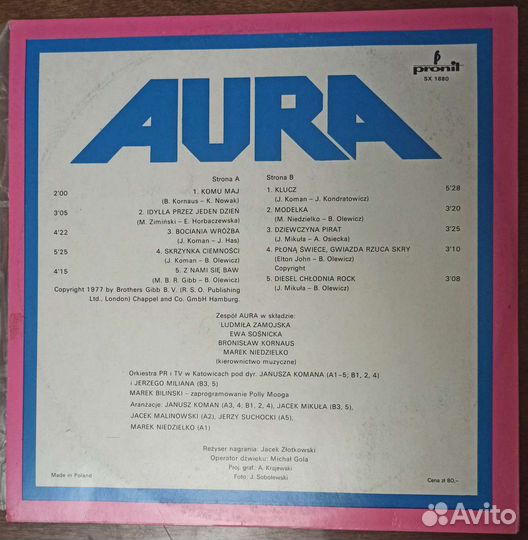 pronit
SX 1680
AURA
Strona A
2'00 1. KOMU MAJ
(B. Kornaus – K. Nowak)
3'05 2. IDYLLA PRZEZ JEDEN DZIEŃ
(M. Zimiński – E. Horbaczewska)
4'22 3. BOCIANIA WRÓŻBA
(J. Koman – J. Has)
5'25 4. SKRZYNKA CIEMNOŚCI
(J. Koman – B. Olewicz)
4'15 5. Z NAMI SIĘ BAW
(M. B. R. Gibb – B. Olewicz)
Copyright 1977 by Brothers Gibb B. V. (R. S. O. Publishing
Ltd., London) Chappel and Co. GmbH Hamburg.
Strona B
1. KLUCZ 5'28
(J. Koman – J. Kondratowicz)
2. MODELKA 3'20
(M. Niedzielko – B. Olewicz)
3. DZIEWCZYNA PIRAT 3'25
(J. Mikuła – A. Osiecka)
4. PŁONĄ ŚWIECE, GWIAZDA RZUCA SKRY 3'10
(Elton John – B. Olewicz)
Copyright
5. DIESEL CHŁODNIA ROCK 3'08
(J. Mikuła – B. Olewicz)
Zespół AURA w składzie:
LUDMIŁA ZAMOJSKA
EWA SOŚNICKA
BRONISŁAW KORNAUS
MAREK NIEDZIELKO
(kierownictwo muzyczne)
Orkiestra PR i TV w Katowicach pod dyr. JANUSZA KOMANA (A1–5; B1, 2, 4)
i JERZEGO MILIANA (B3, 5)
MAREK BILIŃSKI – zaprogramowanie Polly Mooga
Aranżacje: JANUSZ KOMAN (A3, 4; B1, 2, 4), JACEK MIKUŁA (B3, 5),
JACEK MALINOWSKI (A2), JERZY SUCHOCKI (A5),
MAREK NIEDZIELKO (A1)
Reżyser nagrania: Jacek Złotkowski
Operator dźwięku: Michał Gola
Proj. graf.: A. Krajewski
Foto: J. Sobolewski
Made in Poland
Cena zł 80,–
Avito